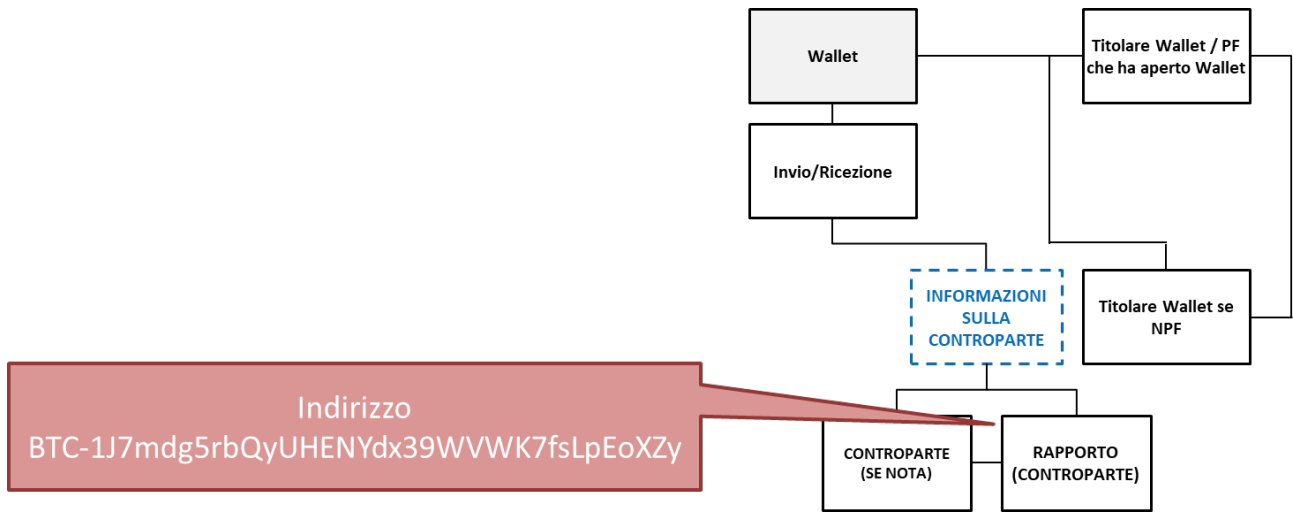 Wallet
Titolare Wallet / PF
che ha aperto Wallet
Invio/Ricezione
INFORMAZIONI
SULLA
CONTROPARTE
Titolare Wallet se
NPF
Indirizzo
BTC-1J7mdg5rbQyUHENYdx39WVWK7fsLpEoXZy
CONTROPARTE
(SE NOTA)
RAPPORTO
(CONTROPARTE)